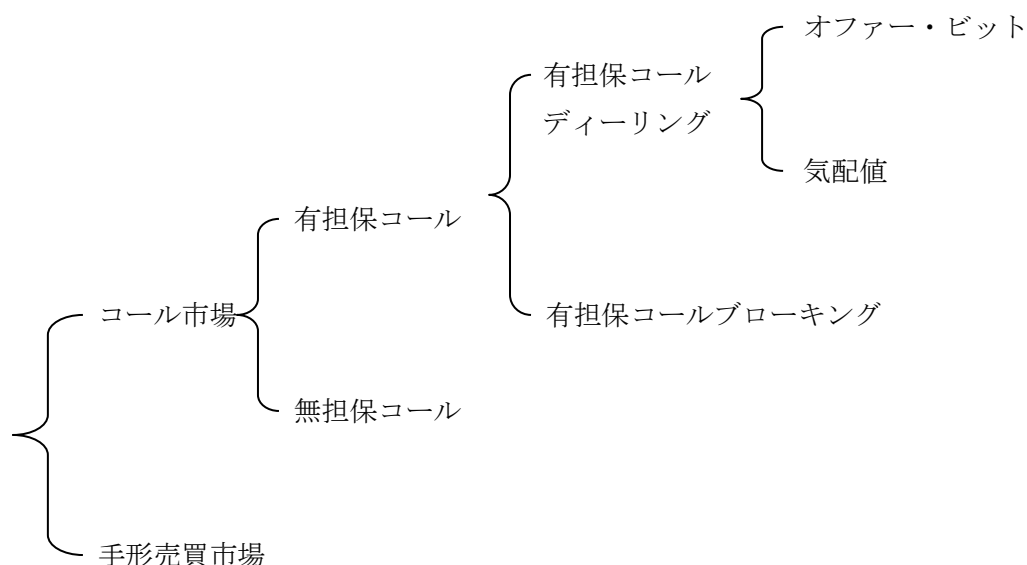 オファー・ビット
有担保コール
ディーリング
気配値
有担保コール
コール市場
有担保コールブローキング
無担保コール
手形売買市場